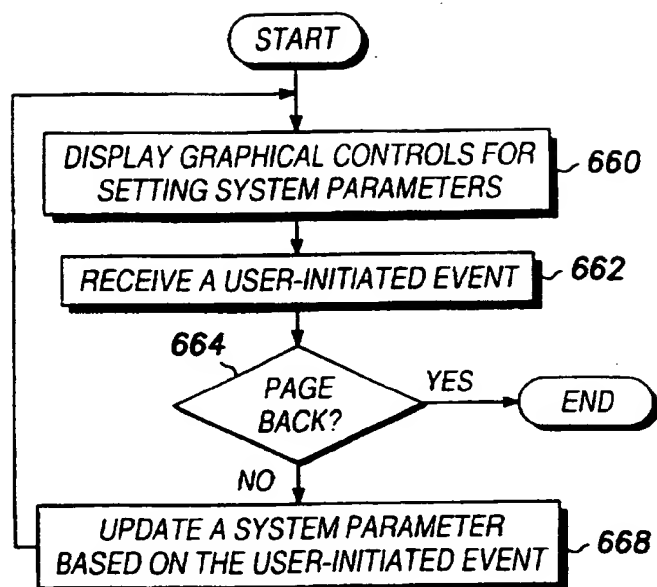 START
DISPLAY GRAPHICAL CONTROLS FOR
SETTING SYSTEM PARAMETERS
660
RECEIVE A USER-INITIATED EVENT
662
664
PAGE
BACK?
YES
END
NO
UPDATE A SYSTEM PARAMETER
BASED ON THE USER-INITIATED EVENT
668